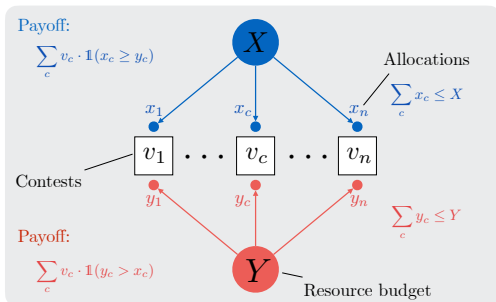 Payoff:
X
∑_c v_c · 𝟙(x_c ≥ y_c)
Allocations
∑_c x_c ≤ X
x_1 x_c x_n
v_1 ··· v_c ··· v_n
Contests
y_1 y_c y_n
∑_c y_c ≤ Y
Payoff:
∑_c v_c · 𝟙(y_c > x_c)
Y
Resource budget